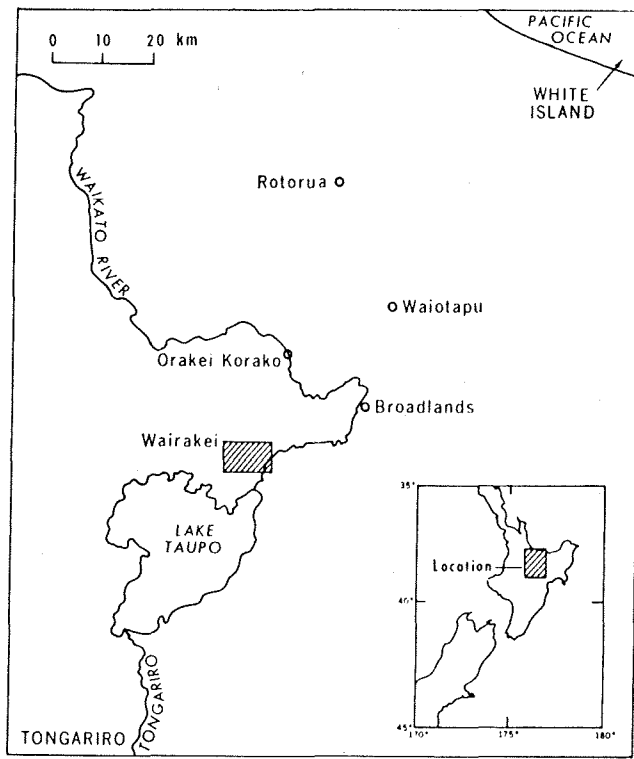 0 10 20 km
PACIFIC
OCEAN
WHITE
ISLAND
WAIKATO RIVER
Rotorua
Waiotapu
Orakei Korako
Broadlands
Wairakei
LAKE
TAUPO
TONGARIRO
TONGARIRO
35°
Location
40°
45°
170° 175° 180°